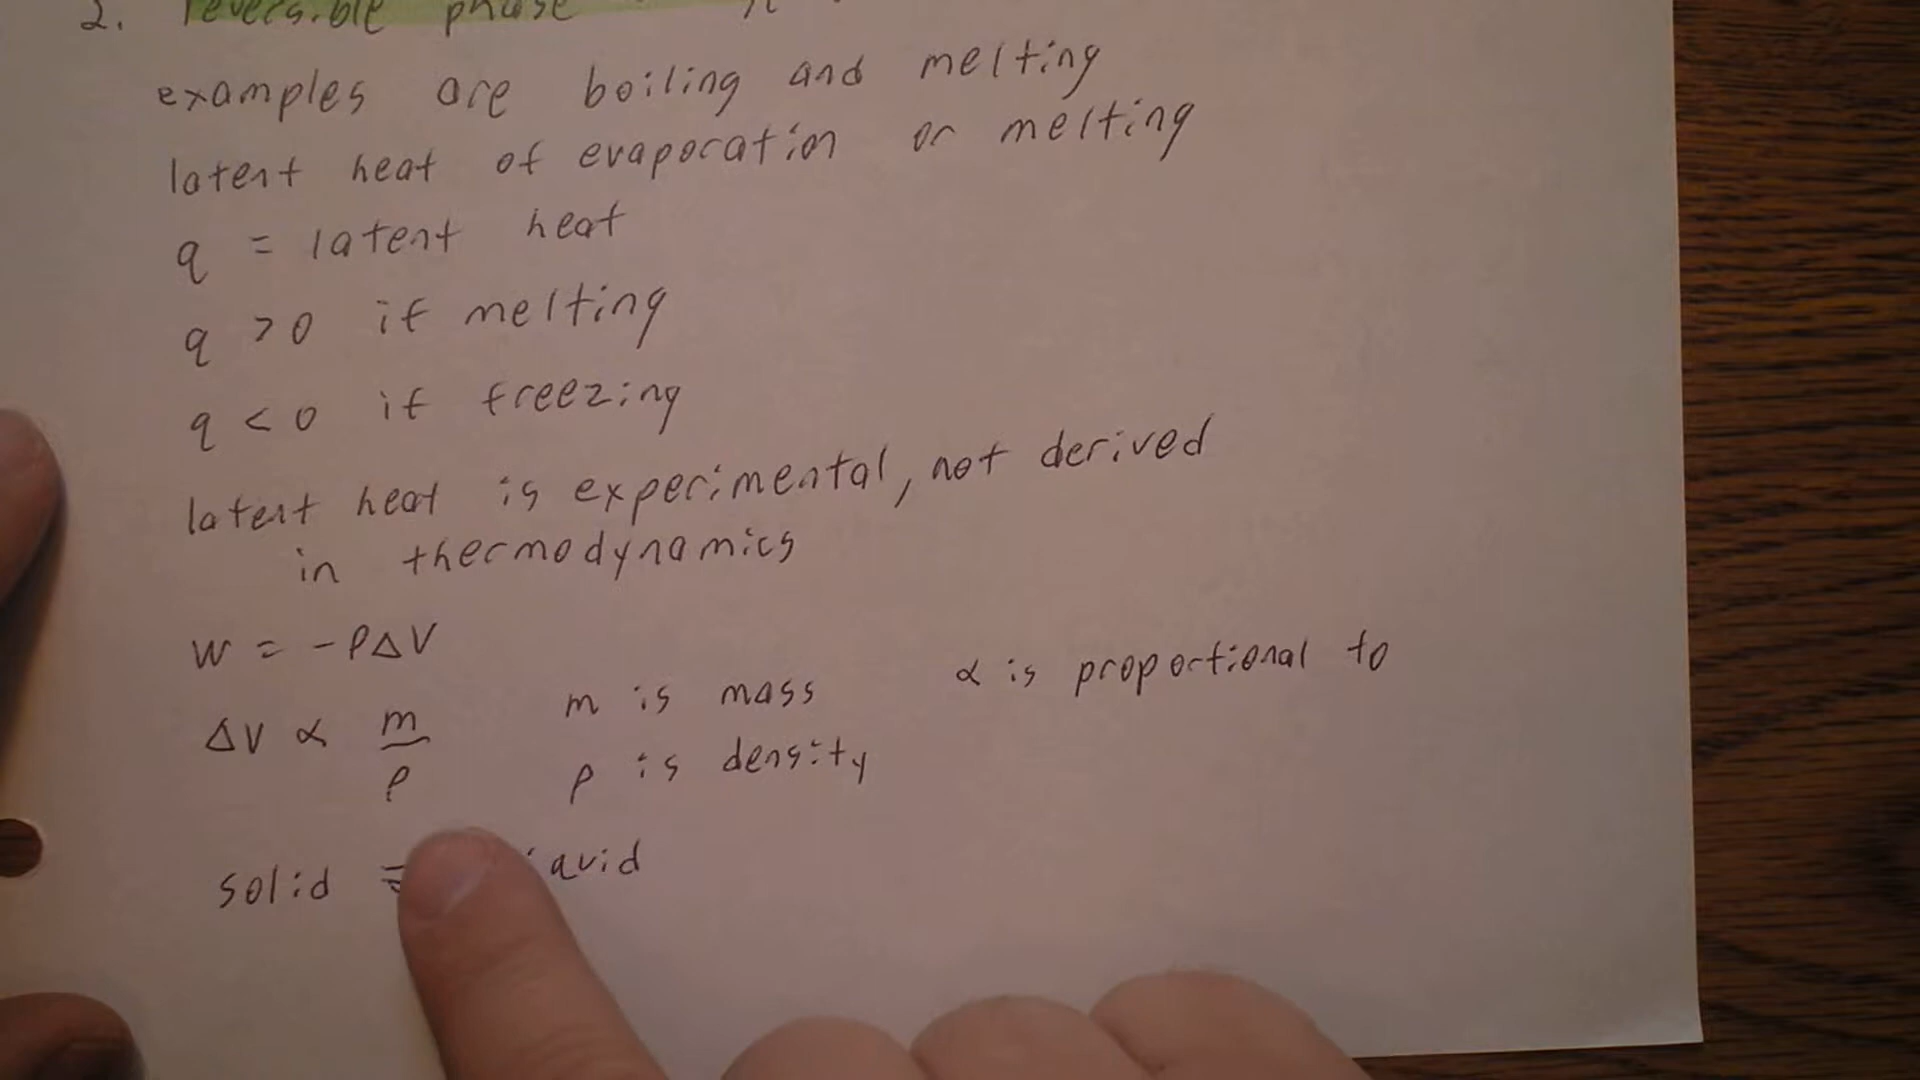 2. reversible phase
examples are boiling and melting
latent heat of evaporation or melting
q = latent heat
q > 0 if melting
q < 0 if freezing
latent heat is experimental, not derived
in thermodynamics
w = -PΔV
ΔV ∝ m/ρ m is mass ∝ is proportional to
ρ is density
solid